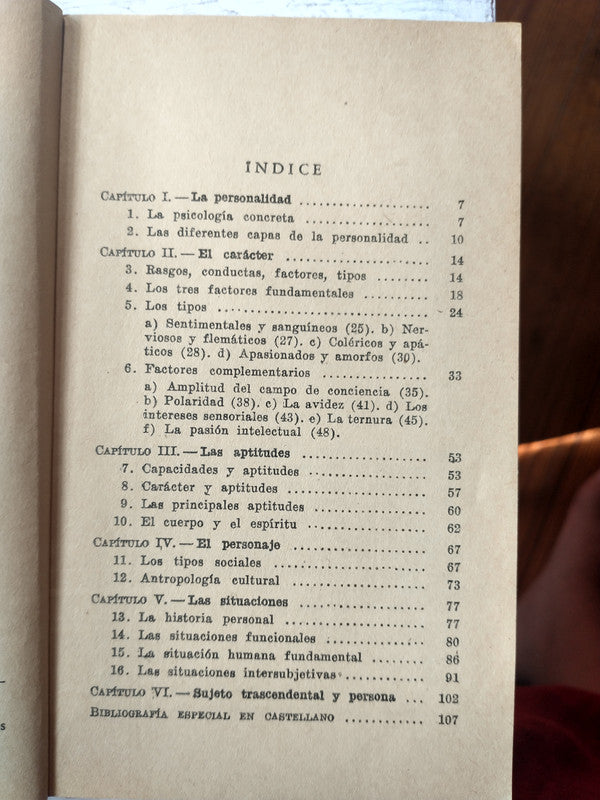 ÍNDICE
CAPÍTULO I. — La personalidad .................... 7
1. La psicología concreta .................. 7
2. Las diferentes capas de la personalidad .. 10
CAPÍTULO II. — El carácter ...................... 14
3. Rasgos, conductas, factores, tipos ........ 14
4. Los tres factores fundamentales .......... 18
5. Los tipos ................................ 24
a) Sentimentales y sanguíneos (25). b) Ner-
viosos y flemáticos (27). c) Coléricos y apá-
ticos (28). d) Apasionados y amorfos (30).
6. Factores complementarios ................ 33
a) Amplitud del campo de conciencia (35).
b) Polaridad (38). c) La avidez (41). d) Los
intereses sensoriales (43). e) La ternura (45).
f) La pasión intelectual (48).
CAPÍTULO III. — Las aptitudes .................... 53
7. Capacidades y aptitudes .................. 53
8. Carácter y aptitudes .................... 57
9. Las principales aptitudes ................ 60
10. El cuerpo y el espíritu .................. 62
CAPÍTULO IV. — El personaje ...................... 67
11. Los tipos sociales ........................ 67
12. Antropología cultural .................... 73
CAPÍTULO V. — Las situaciones .................... 77
13. La historia personal ...................... 77
14. Las situaciones funcionales .............. 80
15. La situación humana fundamental ........ 86
16. Las situaciones intersubjetivas ............ 91
CAPÍTULO VI. — Sujeto trascendental y persona ... 102
BIBLIOGRAFÍA ESPECIAL EN CASTELLANO ............ 107
s